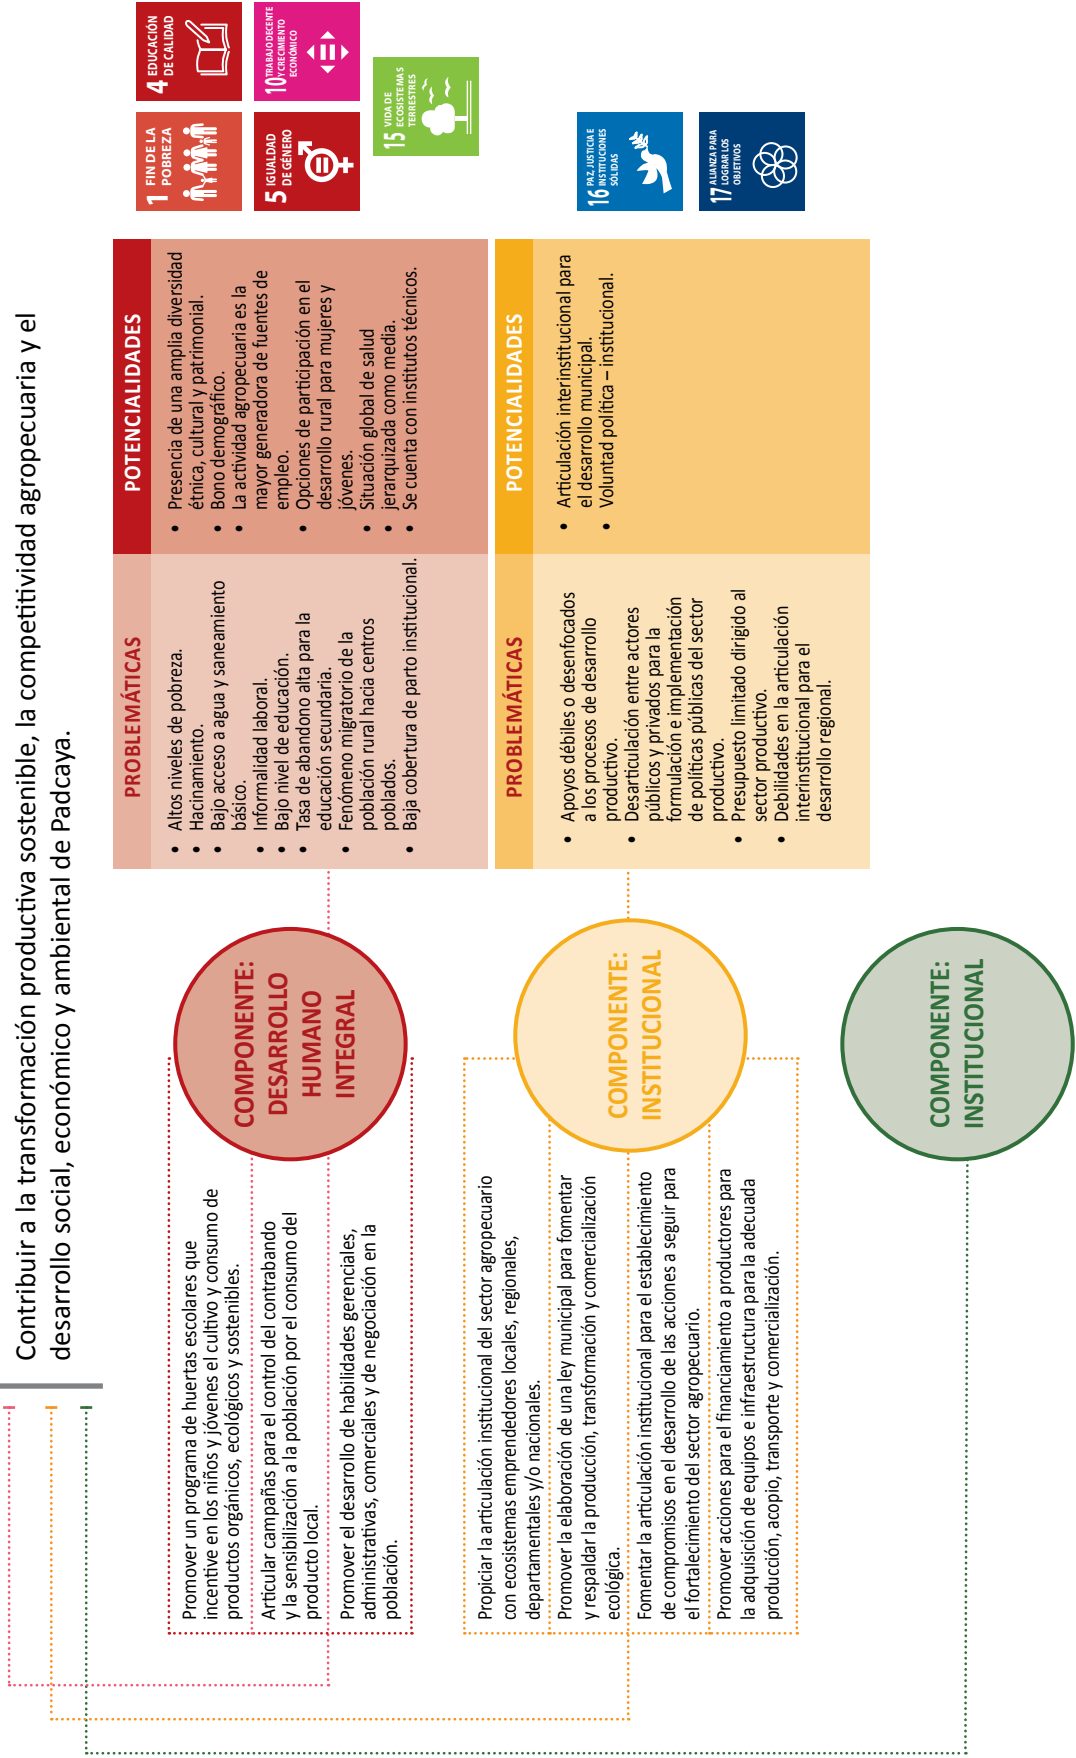 Contribuir a la transformación productiva sostenible, la competitividad agropecuaria y el
desarrollo social, económico y ambiental de Padcaya.
Promover un programa de huertas escolares que
incentive en los niños y jóvenes el cultivo y consumo de
productos orgánicos, ecológicos y sostenibles.
Articular campañas para el control del contrabando
y la sensibilización a la población por el consumo del
producto local.
Promover el desarrollo de habilidades gerenciales,
administrativas, comerciales y de negociación en la
población.
COMPONENTE:
DESARROLLO
HUMANO
INTEGRAL
PROBLEMÁTICAS
• Altos niveles de pobreza.
• Hacinamiento.
• Bajo acceso a agua y saneamiento
básico.
• Informalidad laboral.
• Bajo nivel de educación.
• Tasa de abandono alta para la
educación secundaria.
• Fenómeno migratorio de la
población rural hacia centros
poblados.
• Baja cobertura de parto institucional.
POTENCIALIDADES
• Presencia de una amplia diversidad
étnica, cultural y patrimonial.
• Bono demográfico.
• La actividad agropecuaria es la
mayor generadora de fuentes de
empleo.
• Opciones de participación en el
desarrollo rural para mujeres y
jóvenes.
• Situación global de salud
• jerarquizada como media.
• Se cuenta con institutos técnicos.
1 FIN DE LA
POBREZA
4 EDUCACIÓN
DE CALIDAD
5 IGUALDAD
DE GÉNERO
10 TRABAJO DECENTE
Y CRECIMIENTO
ECONÓMICO
15 VIDA DE
ECOSISTEMAS
TERRESTRES
Propiciar la articulación institucional del sector agropecuario
con ecosistemas emprendedores locales, regionales,
departamentales y/o nacionales.
Promover la elaboración de una ley municipal para fomentar
y respaldar la producción, transformación y comercialización
ecológica.
Fomentar la articulación institucional para el establecimiento
de compromisos en el desarrollo de las acciones a seguir para
el fortalecimiento del sector agropecuario.
Promover acciones para el financiamiento a productores para
la adquisición de equipos e infraestructura para la adecuada
producción, acopio, transporte y comercialización.
COMPONENTE:
INSTITUCIONAL
PROBLEMÁTICAS
• Apoyos débiles o desenfocados
a los procesos de desarrollo
productivo.
• Desarticulación entre actores
públicos y privados para la
formulación e implementación
de políticas públicas del sector
productivo.
• Presupuesto limitado dirigido al
sector productivo.
• Debilidades en la articulación
interinstitucional para el
desarrollo regional.
POTENCIALIDADES
• Articulación interinstitucional para
el desarrollo municipal.
• Voluntad política – institucional.
16 PAZ, JUSTICIA E
INSTITUCIONES
SÓLIDAS
17 ALIANZA PARA
LOGRAR LOS
OBJETIVOS
COMPONENTE:
INSTITUCIONAL